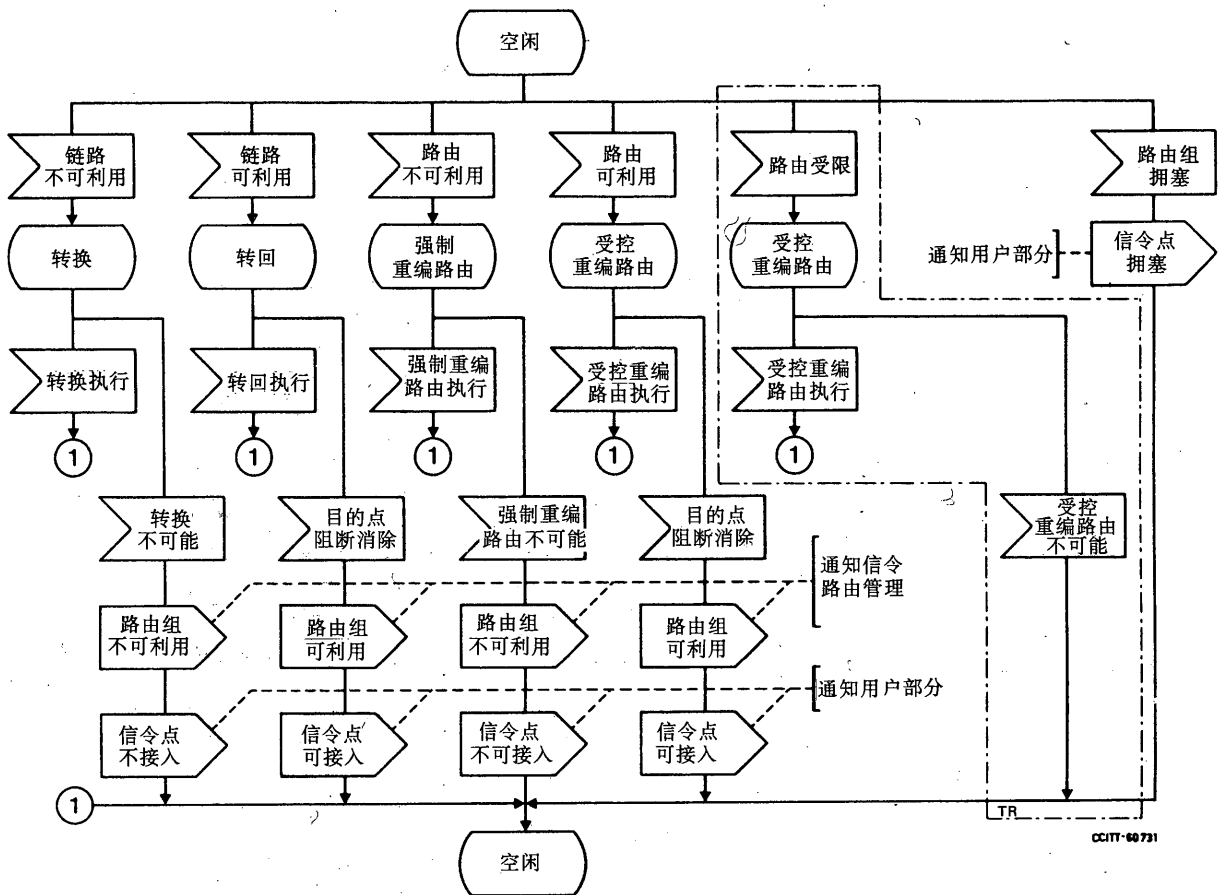 空闲
链路
不可利用
链路
可利用
路由
不可利用
路由
可利用
路由受限
路由组
拥塞
转换
转回
强制
重编路由
受控
重编路由
受控
重编路由
通知用户部分
信令点
拥塞
转换执行
转回执行
强制重编
路由执行
受控重编
路由执行
受控重编
路由执行
1
1
1
1
1
转换
不可能
目的点
阻断消除
强制重编
路由不可能
目的点
阻断消除
受控
重编路由
不可能
通知信令
路由管理
路由组
不可利用
路由组
可利用
路由组
不可利用
路由组
可利用
通知用户部分
信令点
不接入
信令点
可接入
信令点
不可接入
信令点
可接入
1
TR
空闲
CCITT-60731